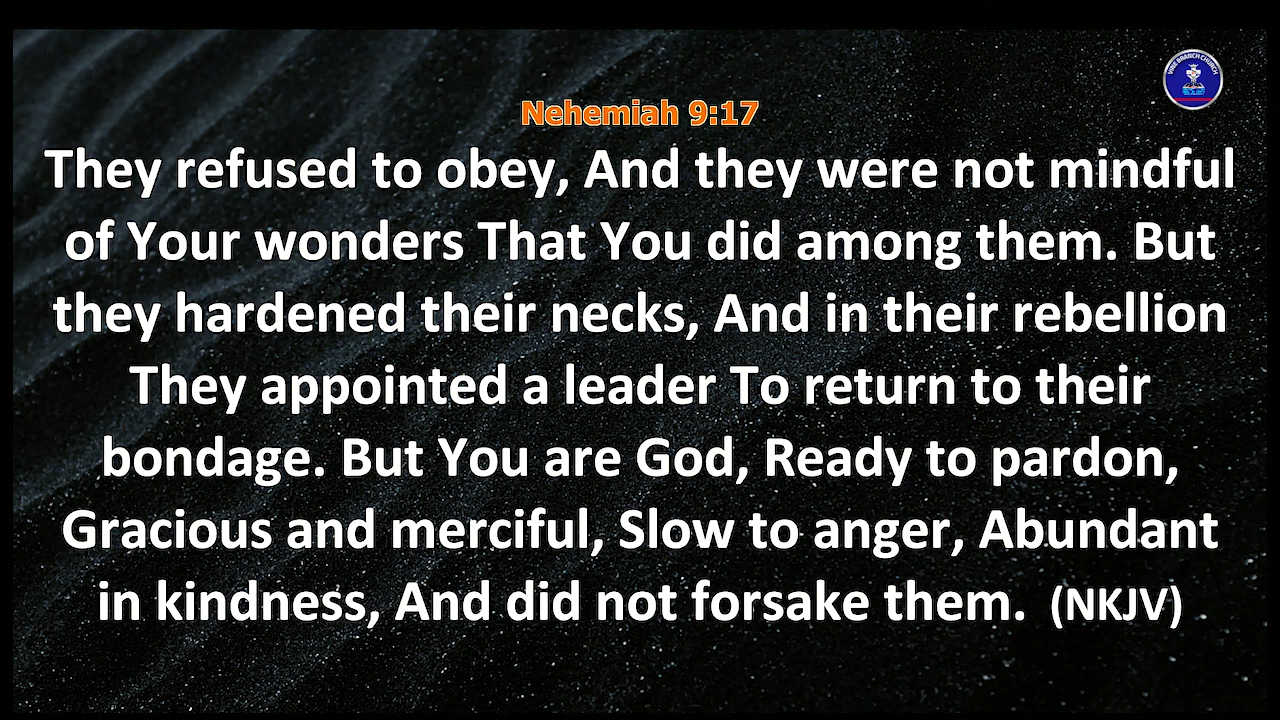 VINE BRANCH CHURCH
Nehemiah 9:17
They refused to obey, And they were not mindful
of Your wonders That You did among them. But
they hardened their necks, And in their rebellion
They appointed a leader To return to their
bondage. But You are God, Ready to pardon,
Gracious and merciful, Slow to anger, Abundant
in kindness, And did not forsake them. (NKJV)